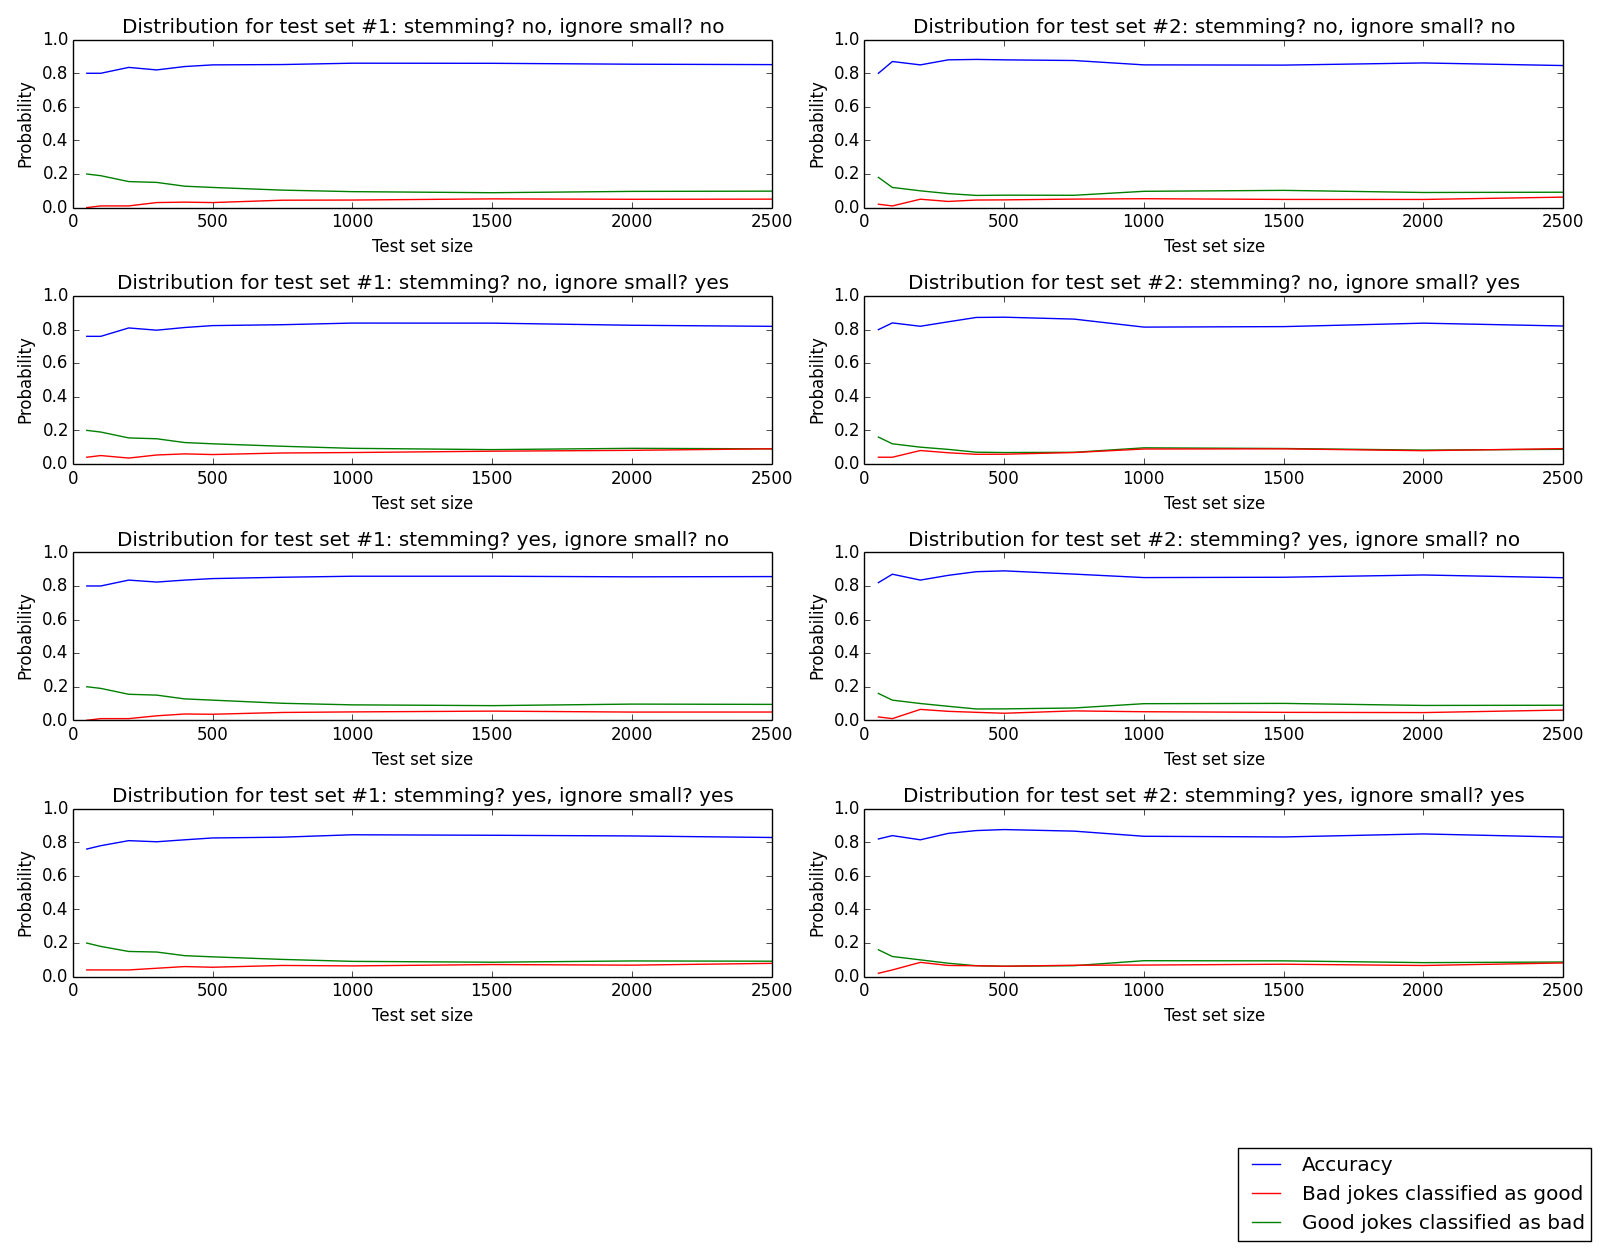 Distribution for test set #1: stemming? no, ignore small? no
1.0
0.8
0.6
0.4
0.2
0.0
Probability
0 500 1000 1500 2000 2500
Test set size
Distribution for test set #2: stemming? no, ignore small? no
1.0
0.8
0.6
0.4
0.2
0.0
Probability
0 500 1000 1500 2000 2500
Test set size
Distribution for test set #1: stemming? no, ignore small? yes
1.0
0.8
0.6
0.4
0.2
0.0
Probability
0 500 1000 1500 2000 2500
Test set size
Distribution for test set #2: stemming? no, ignore small? yes
1.0
0.8
0.6
0.4
0.2
0.0
Probability
0 500 1000 1500 2000 2500
Test set size
Distribution for test set #1: stemming? yes, ignore small? no
1.0
0.8
0.6
0.4
0.2
0.0
Probability
0 500 1000 1500 2000 2500
Test set size
Distribution for test set #2: stemming? yes, ignore small? no
1.0
0.8
0.6
0.4
0.2
0.0
Probability
0 500 1000 1500 2000 2500
Test set size
Distribution for test set #1: stemming? yes, ignore small? yes
1.0
0.8
0.6
0.4
0.2
0.0
Probability
0 500 1000 1500 2000 2500
Test set size
Distribution for test set #2: stemming? yes, ignore small? yes
1.0
0.8
0.6
0.4
0.2
0.0
Probability
0 500 1000 1500 2000 2500
Test set size
Accuracy
Bad jokes classified as good
Good jokes classified as bad